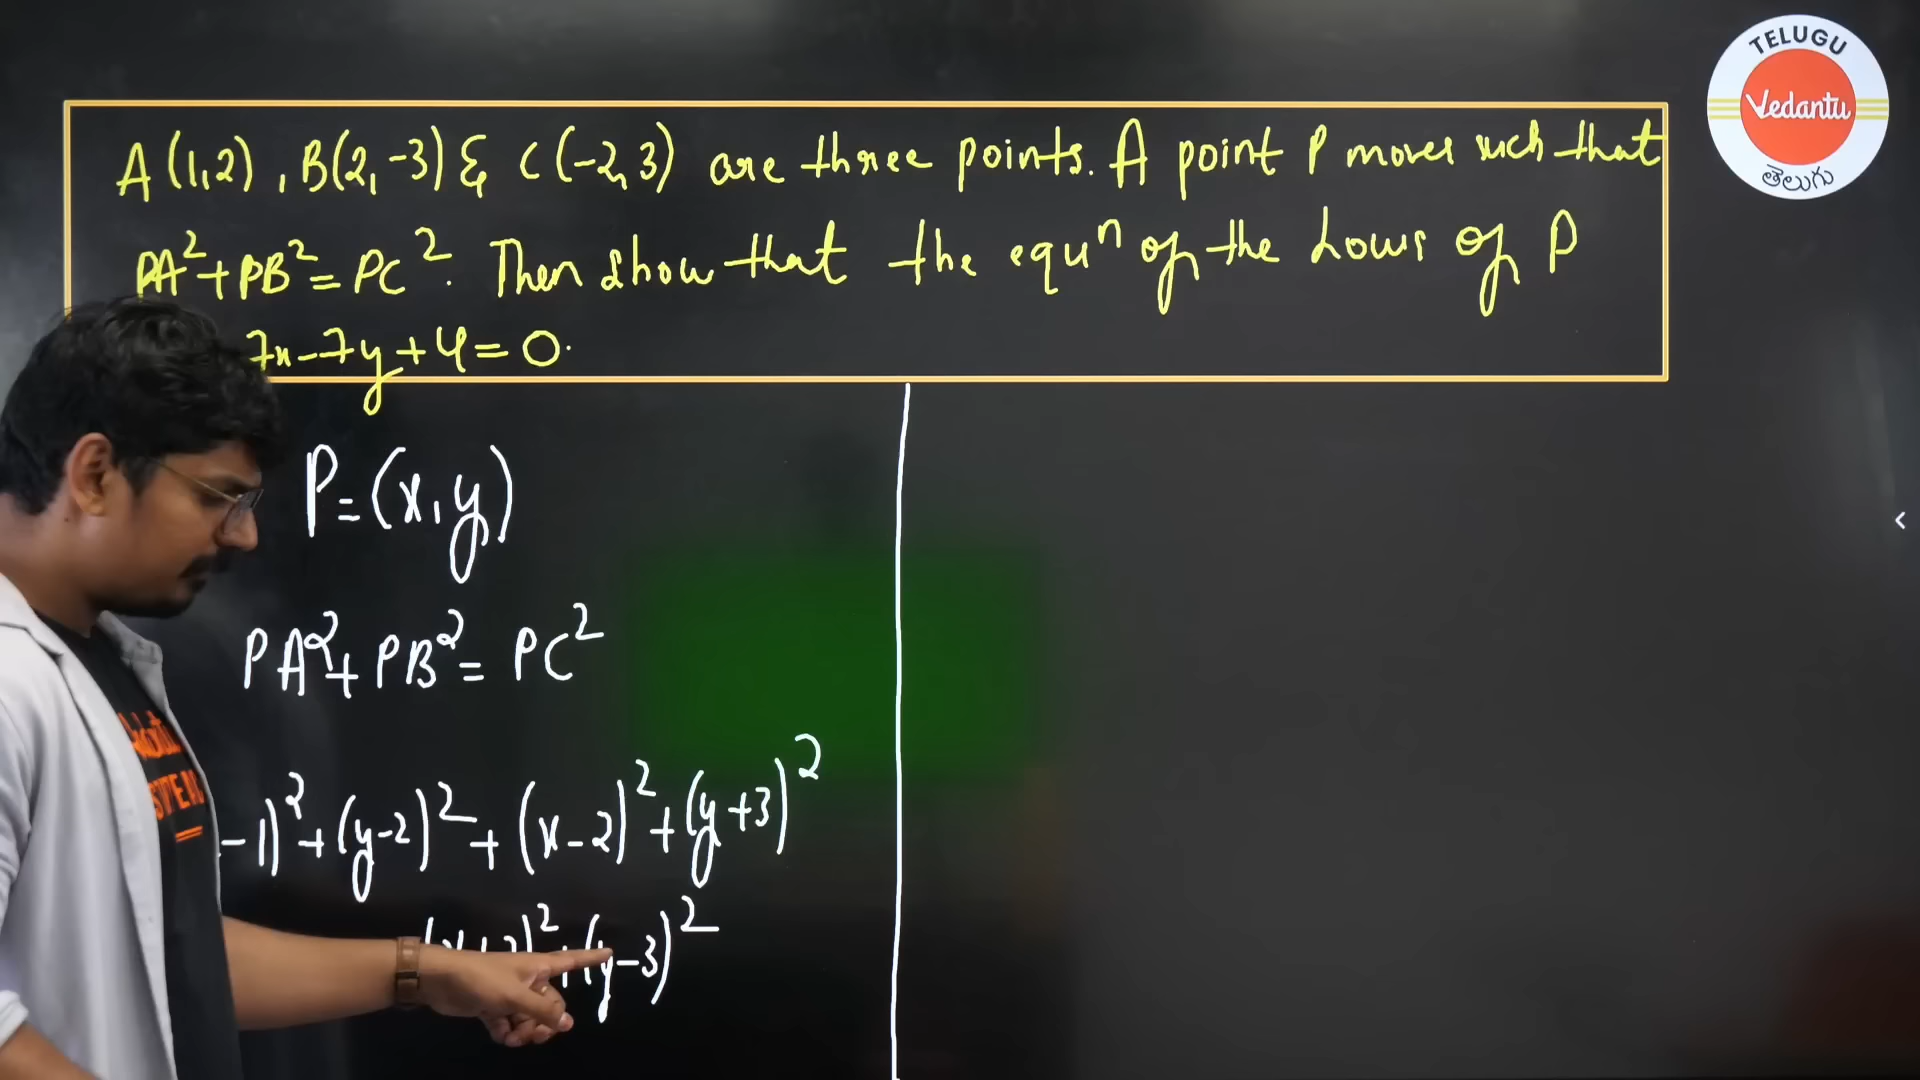 TELUGU
Vedantu
తెలుగు
A (1,2) , B(2, -3) & C (-2, 3) are three points. A point P moves such that
PA²+PB²=PC². Then show that the equⁿ of the Locus of P
7x-7y+4=0.
P=(x,y)
PA²+PB²=PC²
-1)²+(y-2)²+(x-2)²+(y+3)²
)²+(y-3)²